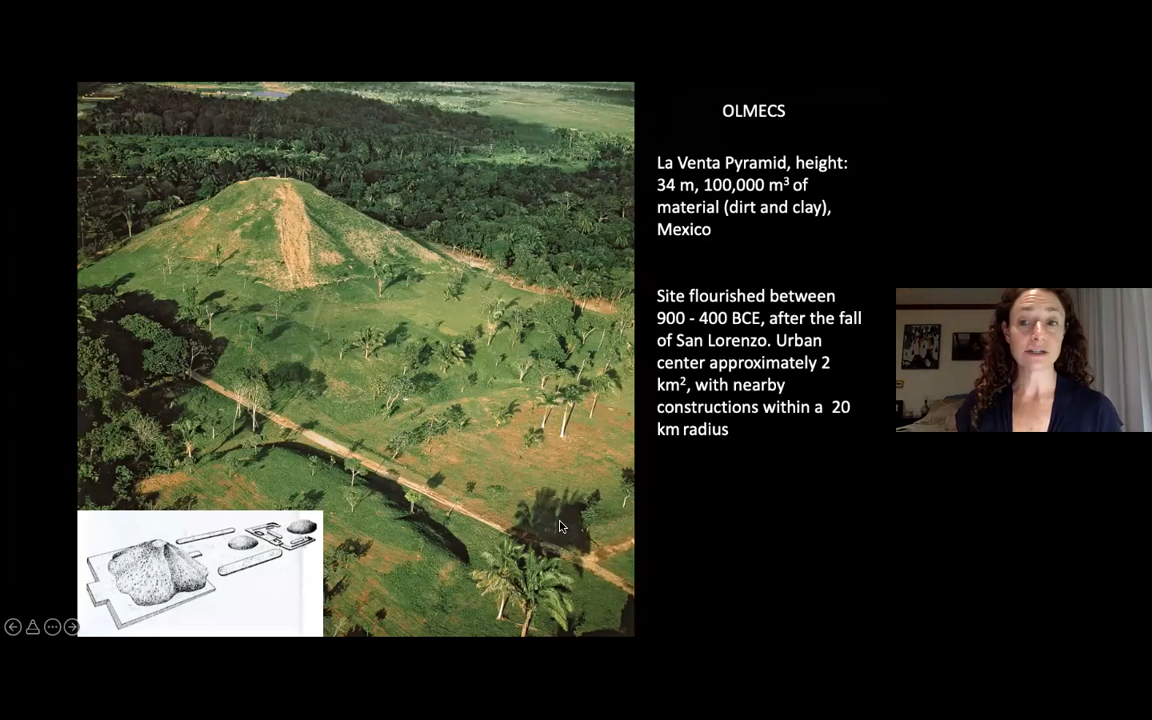 OLMECS
La Venta Pyramid, height:
34 m, 100,000 m³ of
material (dirt and clay),
Mexico
Site flourished between
900 - 400 BCE, after the fall
of San Lorenzo. Urban
center approximately 2
km², with nearby
constructions within a 20
km radius